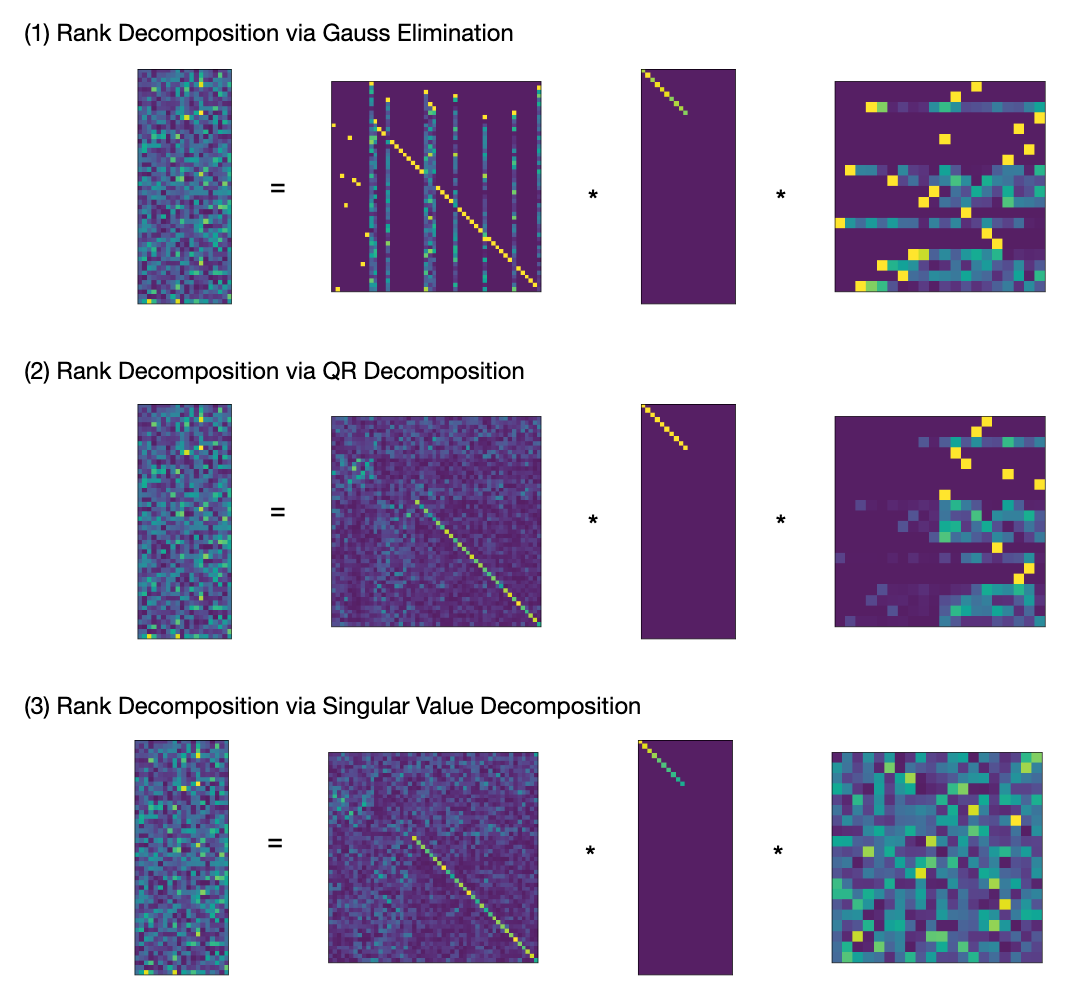 (1) Rank Decomposition via Gauss Elimination
= * *
(2) Rank Decomposition via QR Decomposition
= * *
(3) Rank Decomposition via Singular Value Decomposition
= * *